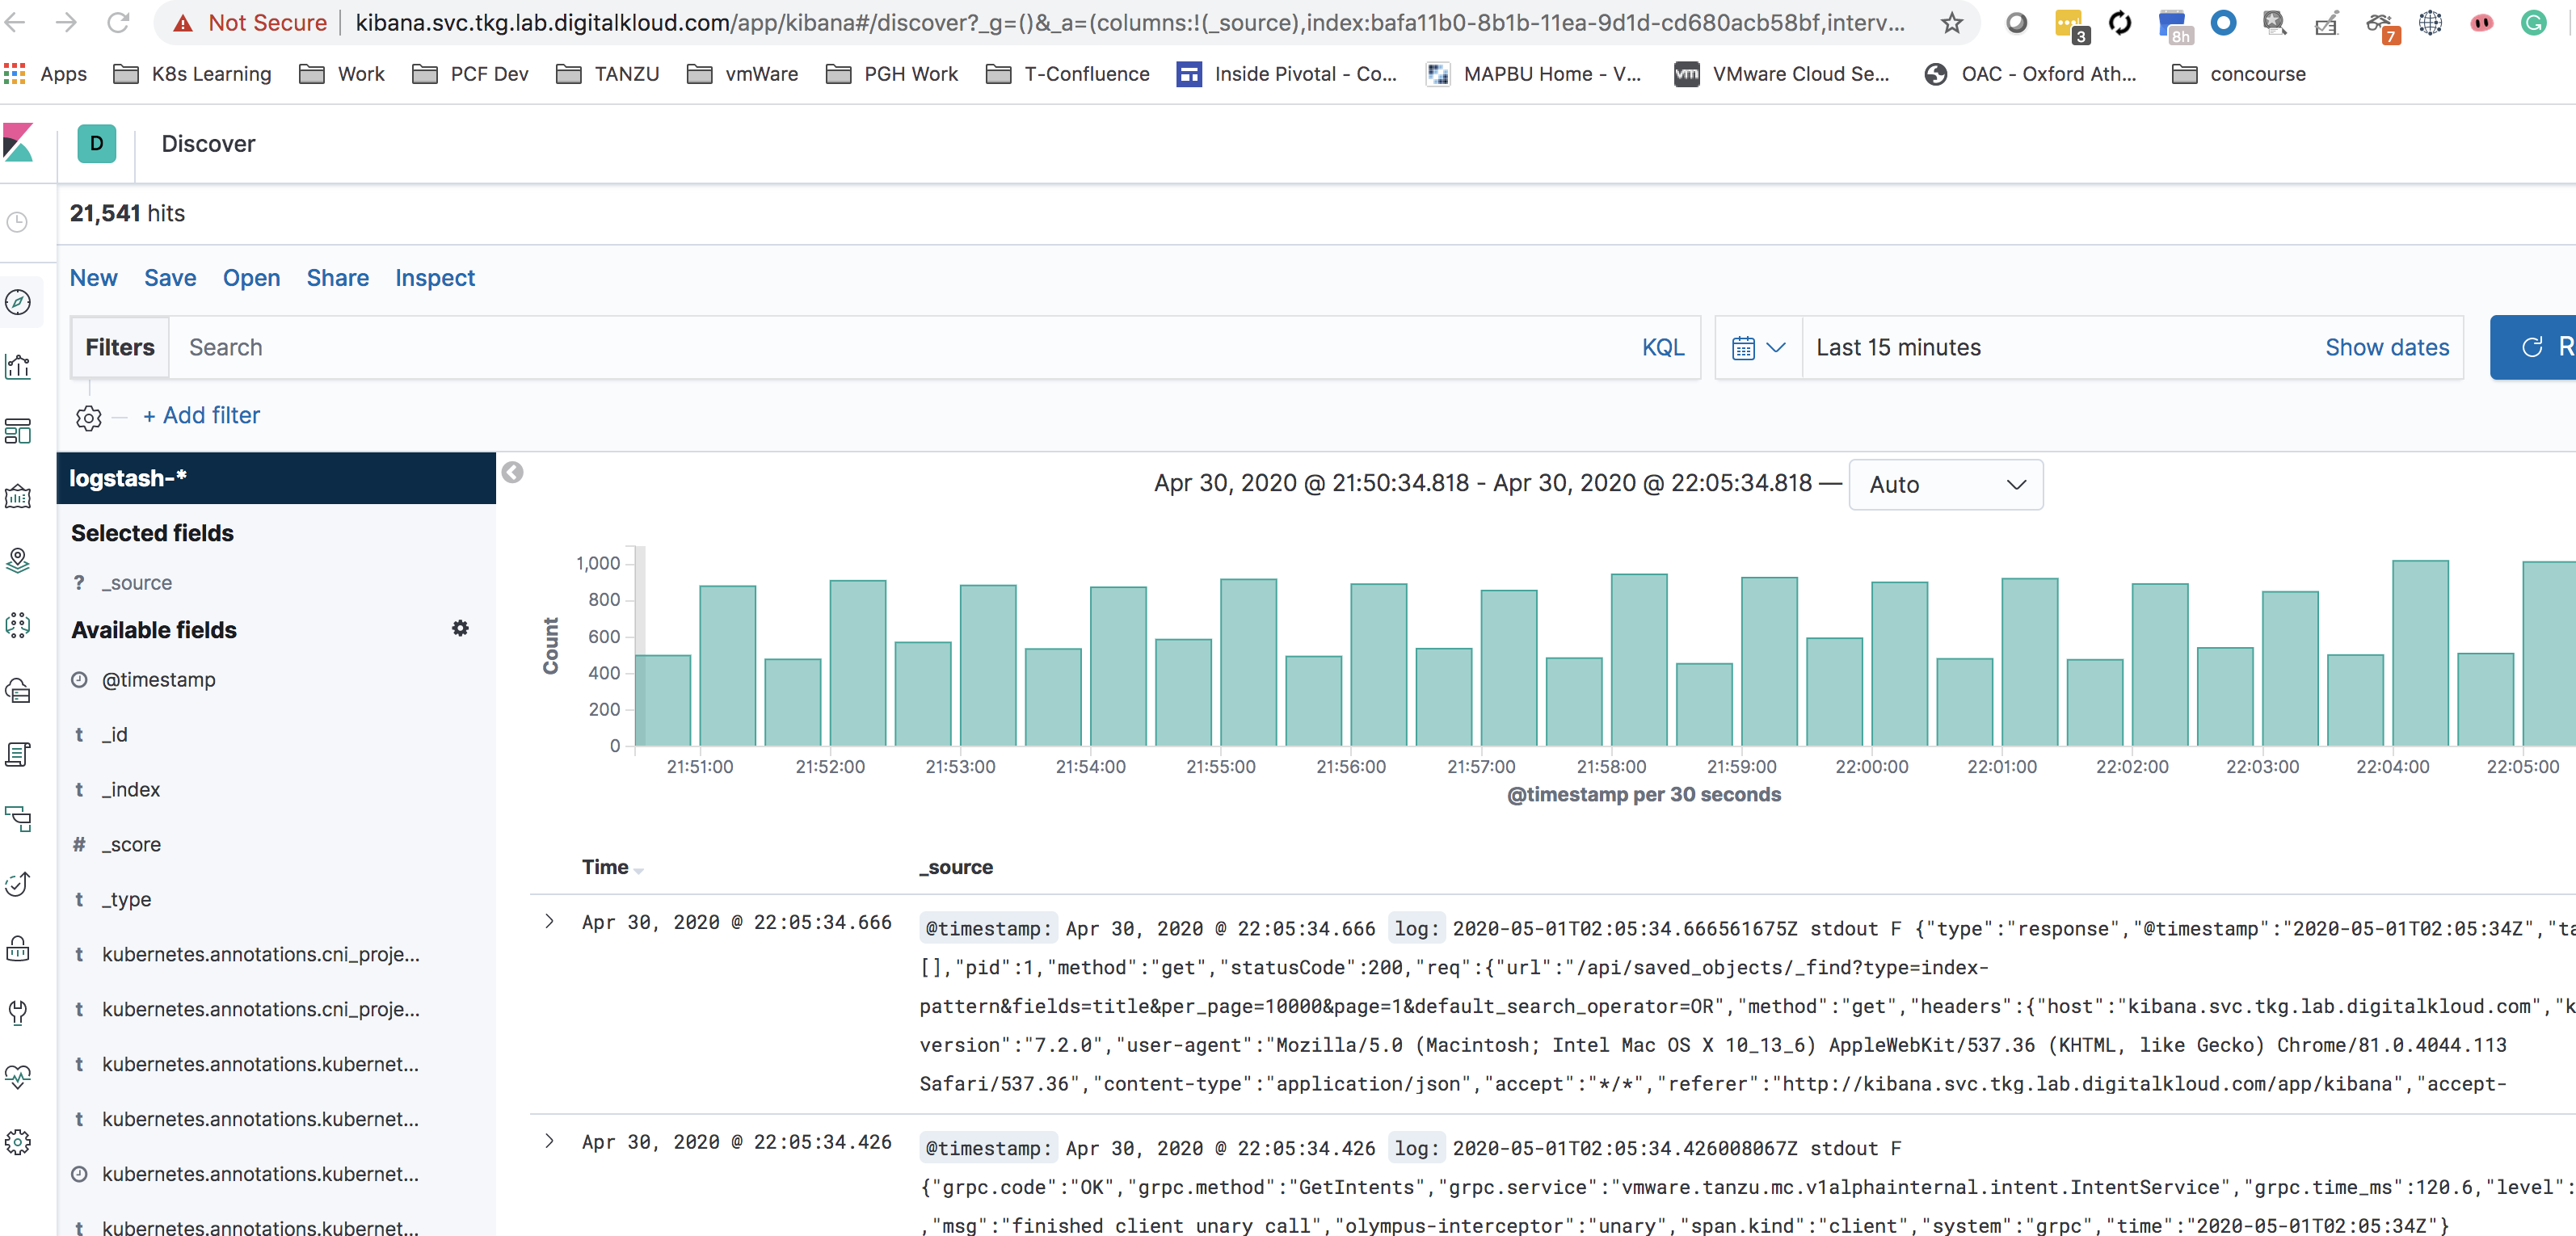 Not Secure kibana.svc.tkg.lab.digitalkloud.com/app/kibana#/discover?_g=()&_a=(columns:!(_source),index:bafa11b0-8b1b-11ea-9d1d-cd680acb58bf,interv... 3 8h 7
Apps K8s Learning Work PCF Dev TANZU vmWare PGH Work T-Confluence Inside Pivotal - Co... MAPBU Home - V... vm VMware Cloud Se... OAC - Oxford Ath... concourse
D Discover
21,541 hits
New Save Open Share Inspect
Filters Search KQL Last 15 minutes Show dates R
+ Add filter
logstash-*
Selected fields
? _source
Available fields
@timestamp
t _id
t _index
# _score
t _type
t kubernetes.annotations.cni_proje...
t kubernetes.annotations.cni_proje...
t kubernetes.annotations.kubernet...
t kubernetes.annotations.kubernet...
kubernetes.annotations.kubernet...
t kubernetes.annotations.kubernet...
Apr 30, 2020 @ 21:50:34.818 - Apr 30, 2020 @ 22:05:34.818 — Auto
Count
1,000
800
600
400
200
0
21:51:00 21:52:00 21:53:00 21:54:00 21:55:00 21:56:00 21:57:00 21:58:00 21:59:00 22:00:00 22:01:00 22:02:00 22:03:00 22:04:00 22:05:00
@timestamp per 30 seconds
Time _source
Apr 30, 2020 @ 22:05:34.666 @timestamp: Apr 30, 2020 @ 22:05:34.666 log: 2020-05-01T02:05:34.666561675Z stdout F {"type":"response","@timestamp":"2020-05-01T02:05:34Z","ta
[],"pid":1,"method":"get","statusCode":200,"req":{"url":"/api/saved_objects/_find?type=index-
pattern&fields=title&per_page=10000&page=1&default_search_operator=OR","method":"get","headers":{"host":"kibana.svc.tkg.lab.digitalkloud.com","k
version":"7.2.0","user-agent":"Mozilla/5.0 (Macintosh; Intel Mac OS X 10_13_6) AppleWebKit/537.36 (KHTML, like Gecko) Chrome/81.0.4044.113
Safari/537.36","content-type":"application/json","accept":"*/*","referer":"http://kibana.svc.tkg.lab.digitalkloud.com/app/kibana","accept-
Apr 30, 2020 @ 22:05:34.426 @timestamp: Apr 30, 2020 @ 22:05:34.426 log: 2020-05-01T02:05:34.426008067Z stdout F
{"grpc.code":"OK","grpc.method":"GetIntents","grpc.service":"vmware.tanzu.mc.v1alphainternal.intent.IntentService","grpc.time_ms":120.6,"level":
,"msg":"finished client unary call","olympus-interceptor":"unary","span.kind":"client","system":"grpc","time":"2020-05-01T02:05:34Z"}